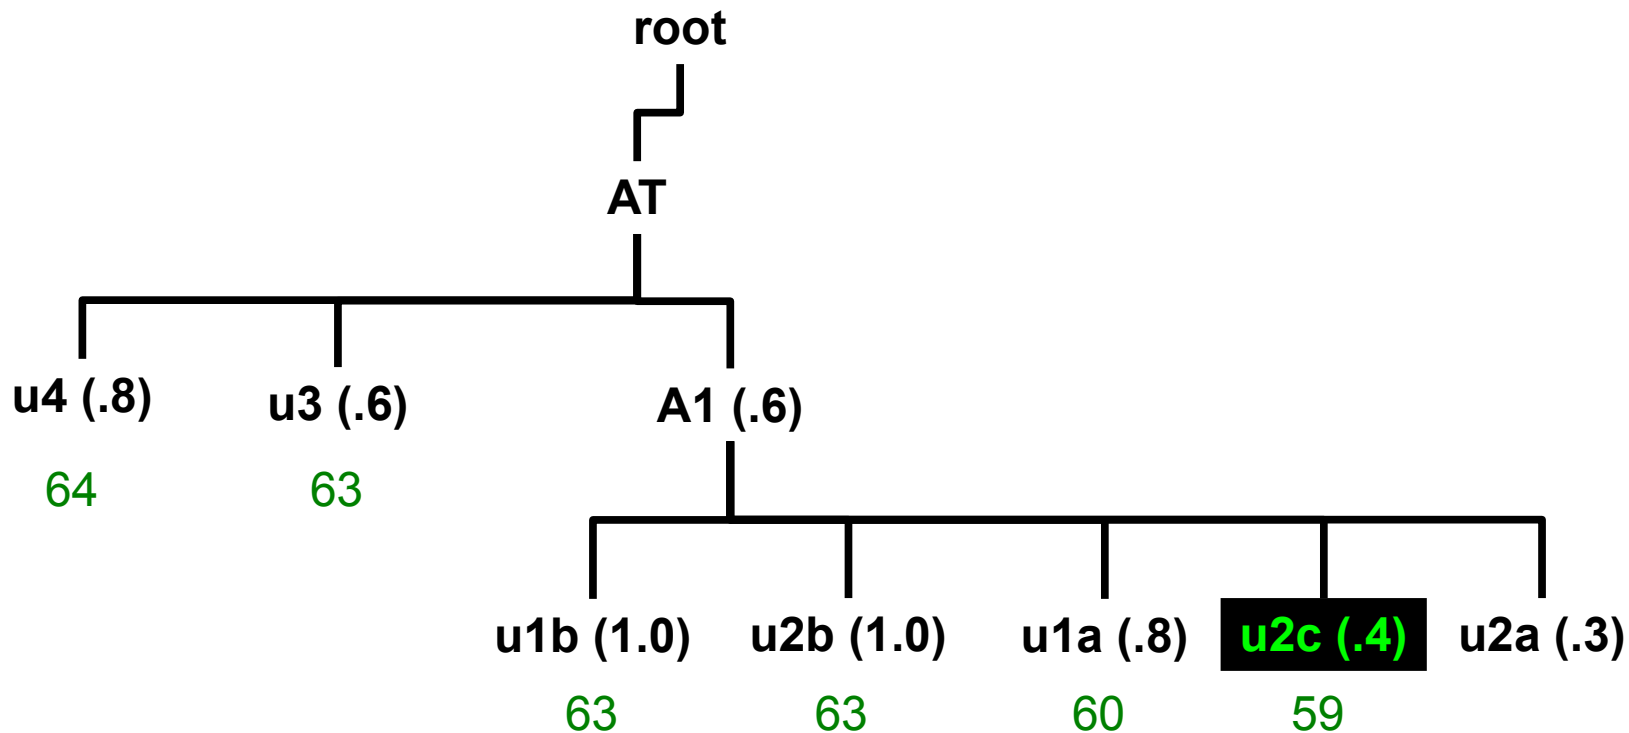 root
AT
u4 (.8)
u3 (.6)
A1 (.6)
64
63
u1b (1.0)
u2b (1.0)
u1a (.8)
u2c (.4)
u2a (.3)
63
63
60
59